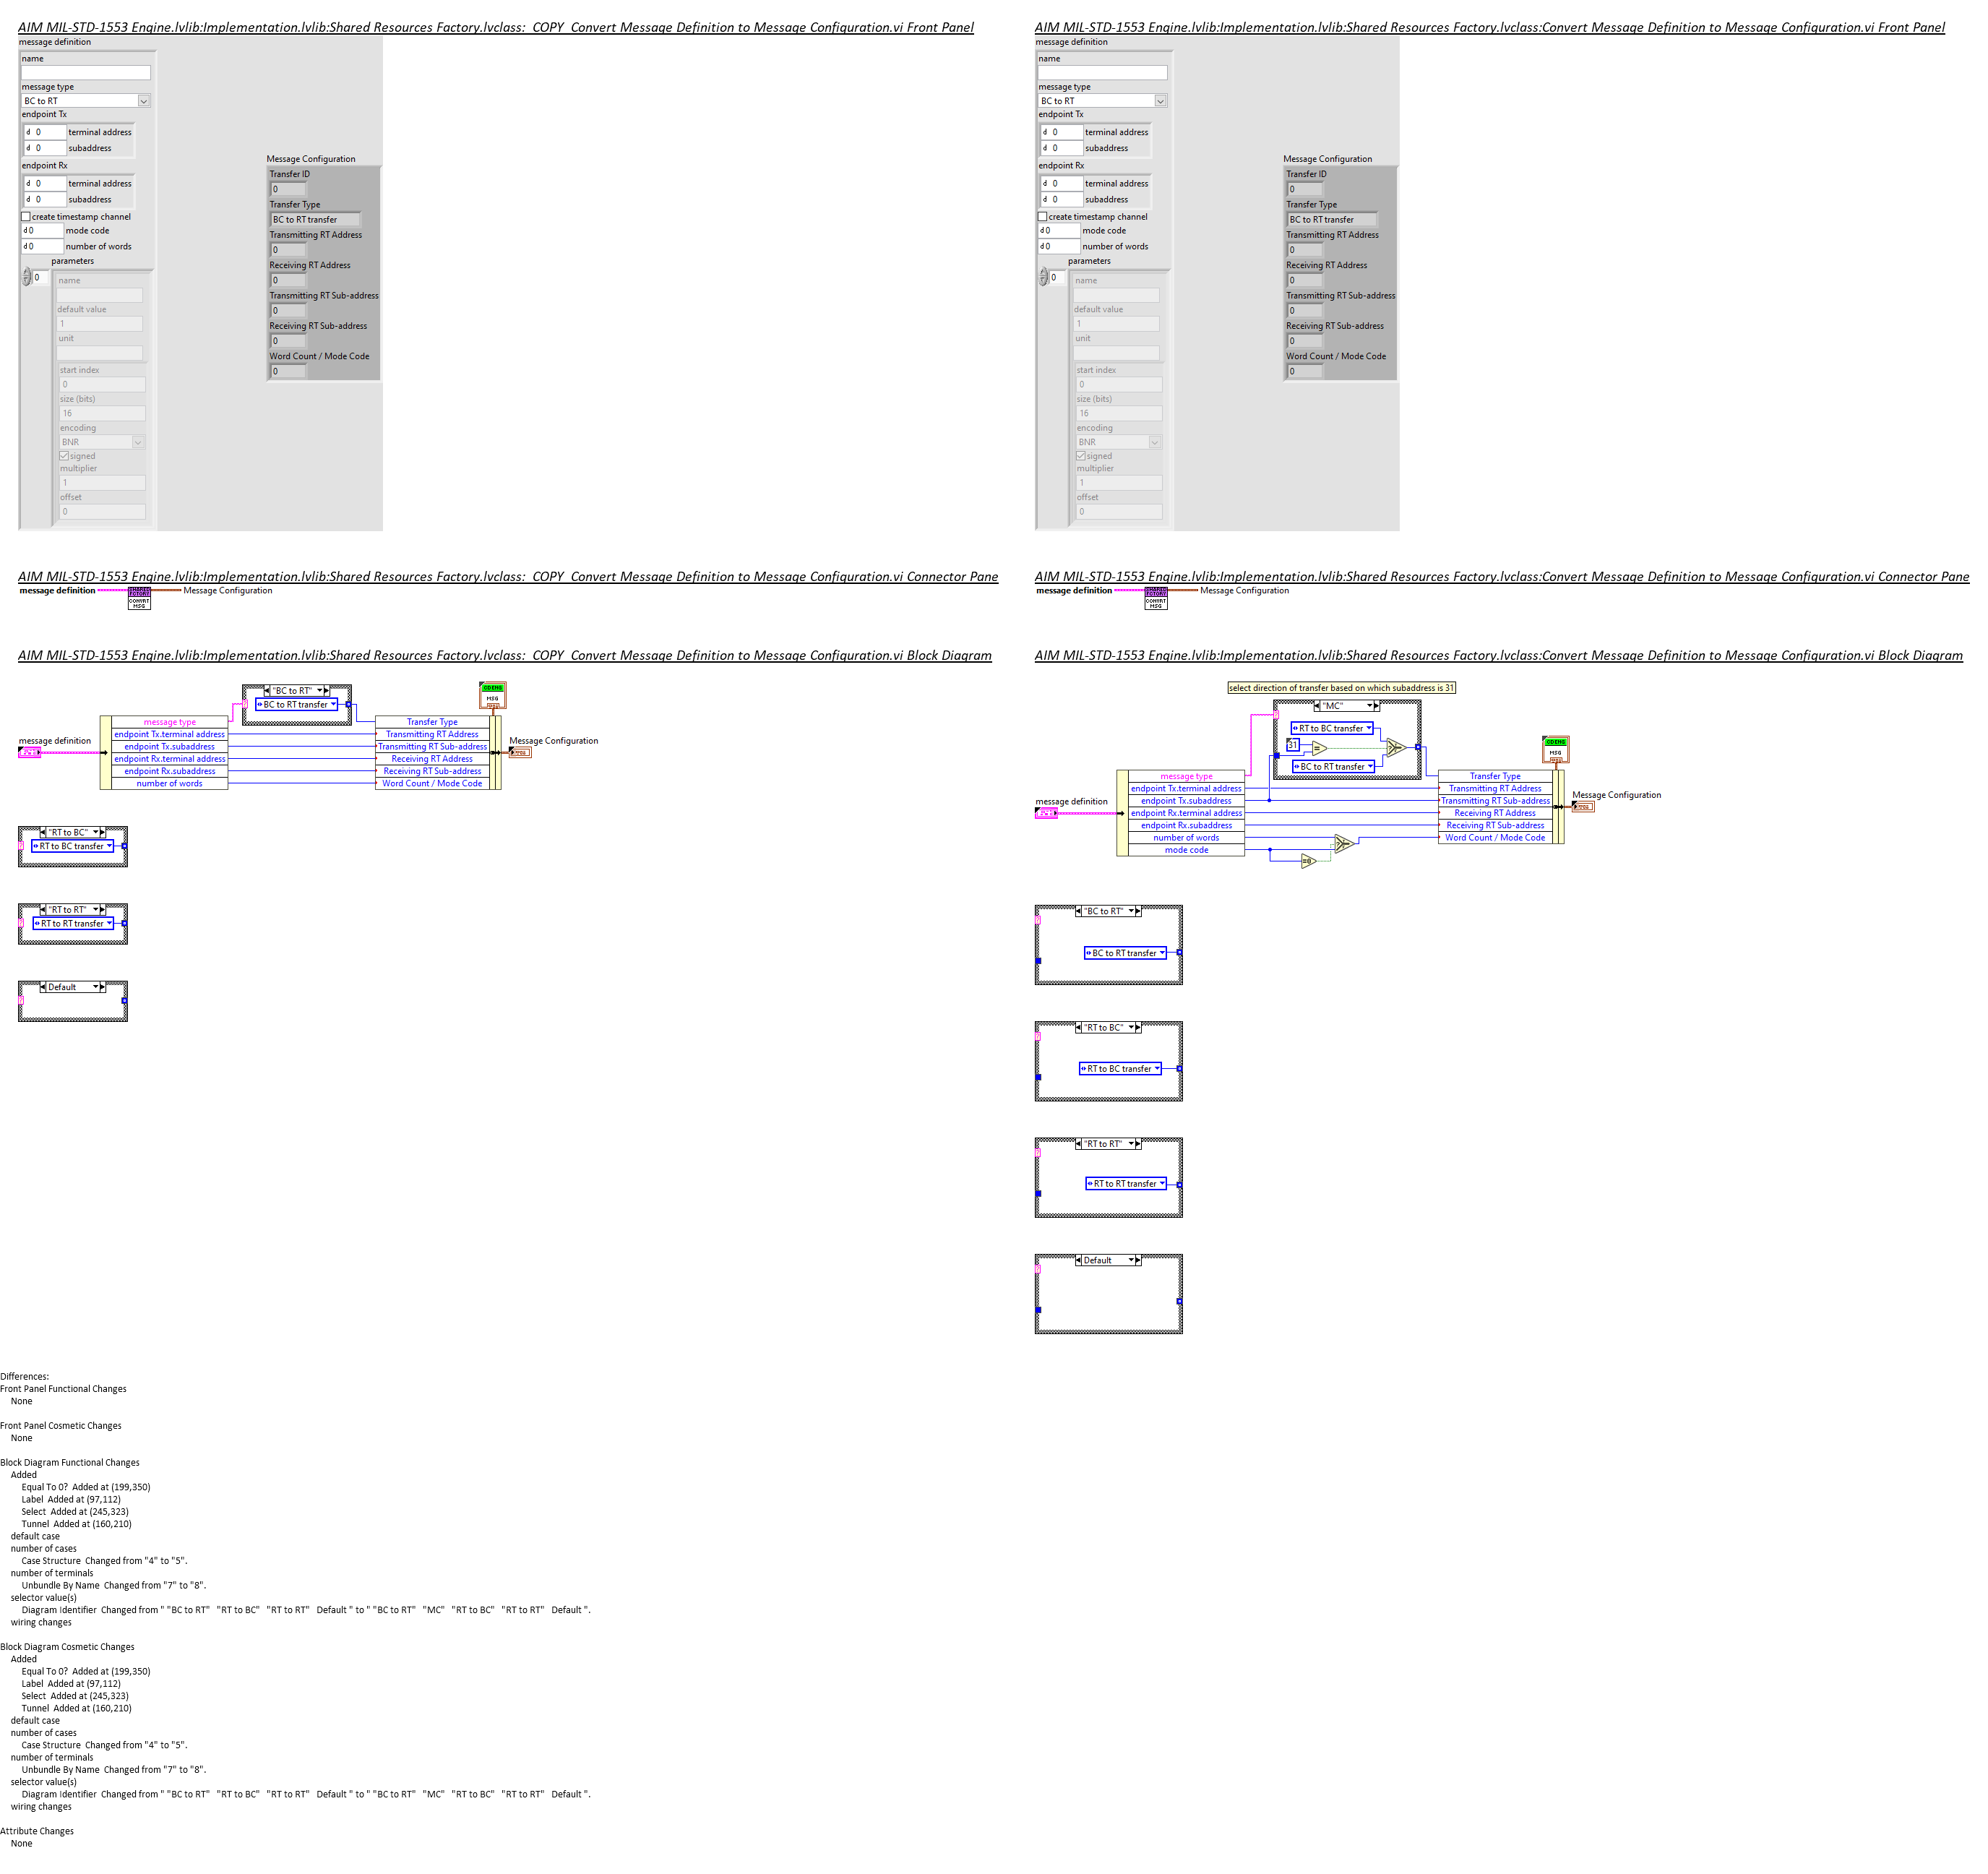 AIM MIL-STD-1553 Engine.lvlib:Implementation.lvlib:Shared Resources Factory.lvclass:  COPY  Convert Message Definition to Message Configuration.vi Front Panel
message definition
name
message type
BC to RT
endpoint Tx
d 0 terminal address
d 0 subaddress
endpoint Rx
d 0 terminal address
d 0 subaddress
create timestamp channel
d 0 mode code
d 0 number of words
parameters
0
name
default value
1
unit
start index
0
size (bits)
16
encoding
BNR
signed
multiplier
1
offset
0
Message Configuration
Transfer ID
0
Transfer Type
BC to RT transfer
Transmitting RT Address
0
Receiving RT Address
0
Transmitting RT Sub-address
0
Receiving RT Sub-address
0
Word Count / Mode Code
0
AIM MIL-STD-1553 Engine.lvlib:Implementation.lvlib:Shared Resources Factory.lvclass:Convert Message Definition to Message Configuration.vi Front Panel
message definition
name
message type
BC to RT
endpoint Tx
d 0 terminal address
d 0 subaddress
endpoint Rx
d 0 terminal address
d 0 subaddress
create timestamp channel
d 0 mode code
d 0 number of words
parameters
0
name
default value
1
unit
start index
0
size (bits)
16
encoding
BNR
signed
multiplier
1
offset
0
Message Configuration
Transfer ID
0
Transfer Type
BC to RT transfer
Transmitting RT Address
0
Receiving RT Address
0
Transmitting RT Sub-address
0
Receiving RT Sub-address
0
Word Count / Mode Code
0
AIM MIL-STD-1553 Engine.lvlib:Implementation.lvlib:Shared Resources Factory.lvclass:  COPY  Convert Message Definition to Message Configuration.vi Connector Pane
message definition
SHARED
FCTORY
CONVRT
MSG
Message Configuration
AIM MIL-STD-1553 Engine.lvlib:Implementation.lvlib:Shared Resources Factory.lvclass:Convert Message Definition to Message Configuration.vi Connector Pane
message definition
SHARED
FCTORY
CONVRT
MSG
Message Configuration
AIM MIL-STD-1553 Engine.lvlib:Implementation.lvlib:Shared Resources Factory.lvclass:  COPY  Convert Message Definition to Message Configuration.vi Block Diagram
"BC to RT"
BC to RT transfer
MSG
message definition
message type
endpoint Tx.terminal address
endpoint Tx.subaddress
endpoint Rx.terminal address
endpoint Rx.subaddress
number of words
Transfer Type
Transmitting RT Address
Transmitting RT Sub-address
Receiving RT Address
Receiving RT Sub-address
Word Count / Mode Code
Message Configuration
"RT to BC"
RT to BC transfer
"RT to RT"
RT to RT transfer
Default
AIM MIL-STD-1553 Engine.lvlib:Implementation.lvlib:Shared Resources Factory.lvclass:Convert Message Definition to Message Configuration.vi Block Diagram
select direction of transfer based on which subaddress is 31
"MC"
RT to BC transfer
31
=
BC to RT transfer
MSG
message definition
message type
endpoint Tx.terminal address
endpoint Tx.subaddress
endpoint Rx.terminal address
endpoint Rx.subaddress
number of words
mode code
=0
Transfer Type
Transmitting RT Address
Transmitting RT Sub-address
Receiving RT Address
Receiving RT Sub-address
Word Count / Mode Code
Message Configuration
"BC to RT"
BC to RT transfer
"RT to BC"
RT to BC transfer
"RT to RT"
RT to RT transfer
Default
Differences:
Front Panel Functional Changes
None
Front Panel Cosmetic Changes
None
Block Diagram Functional Changes
Added
Equal To 0?  Added at (199,350)
Label  Added at (97,112)
Select  Added at (245,323)
Tunnel  Added at (160,210)
default case
number of cases
Case Structure  Changed from "4" to "5".
number of terminals
Unbundle By Name  Changed from "7" to "8".
selector value(s)
Diagram Identifier  Changed from " "BC to RT"   "RT to BC"   "RT to RT"   Default " to " "BC to RT"   "MC"   "RT to BC"   "RT to RT"   Default ".
wiring changes
Block Diagram Cosmetic Changes
Added
Equal To 0?  Added at (199,350)
Label  Added at (97,112)
Select  Added at (245,323)
Tunnel  Added at (160,210)
default case
number of cases
Case Structure  Changed from "4" to "5".
number of terminals
Unbundle By Name  Changed from "7" to "8".
selector value(s)
Diagram Identifier  Changed from " "BC to RT"   "RT to BC"   "RT to RT"   Default " to " "BC to RT"   "MC"   "RT to BC"   "RT to RT"   Default ".
wiring changes
Attribute Changes
None